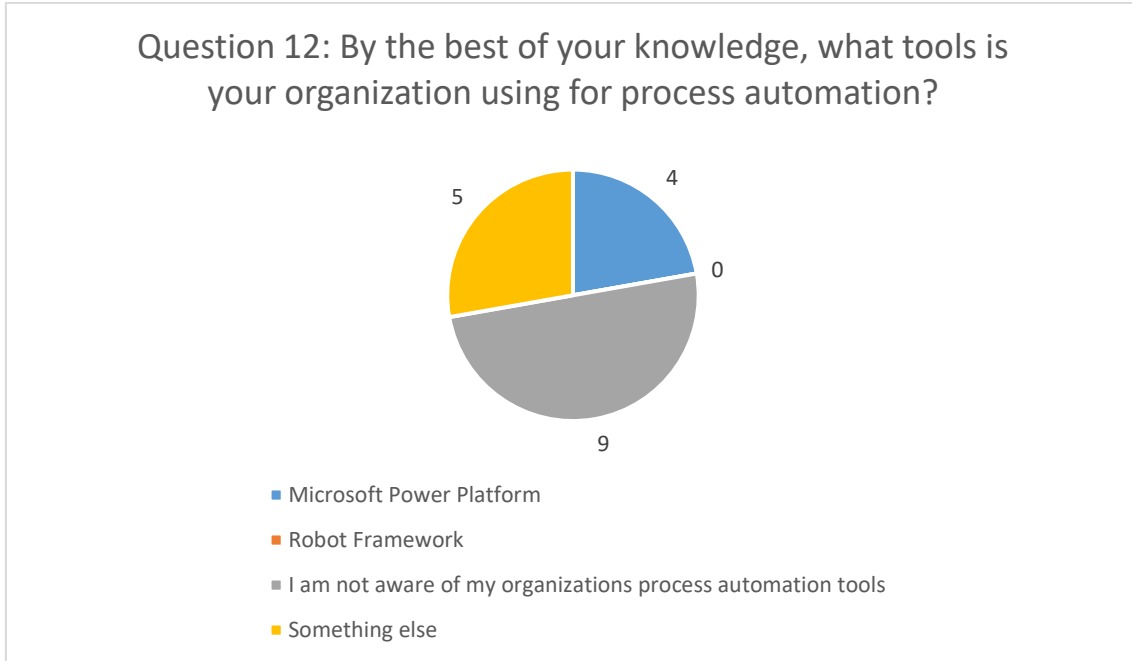 Question 12: By the best of your knowledge, what tools is
your organization using for process automation?
4
5
0
9
Microsoft Power Platform
Robot Framework
I am not aware of my organizations process automation tools
Something else